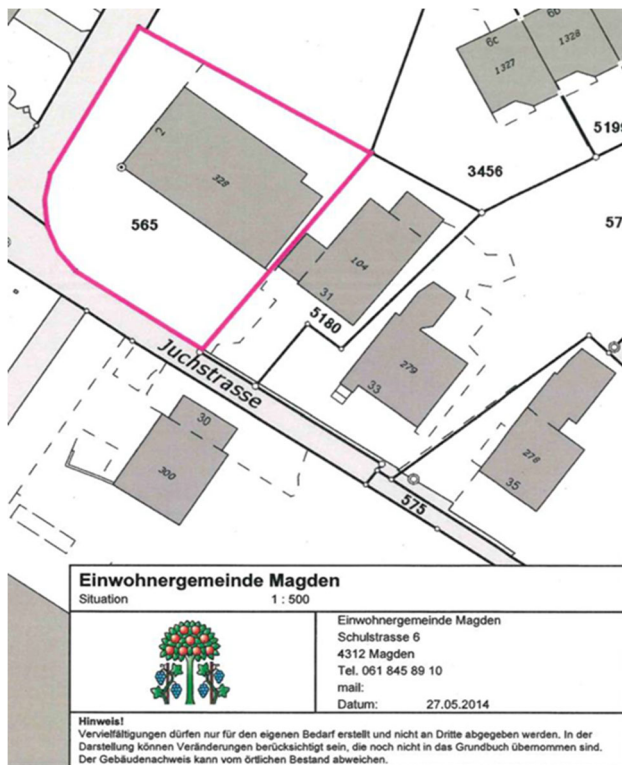 6c
1327
6b
1328
5199
3456
57
2
328
565
104
31
5180
279
33
Juchstrasse
30
300
278
35
575
Einwohnergemeinde Magden
Situation 1 : 500
Einwohnergemeinde Magden
Schulstrasse 6
4312 Magden
Tel. 061 845 89 10
mail:
Datum: 27.05.2014
Hinweis!
Vervielfältigungen dürfen nur für den eigenen Bedarf erstellt und nicht an Dritte abgegeben werden. In der
Darstellung können Veränderungen berücksichtigt sein, die noch nicht in das Grundbuch übernommen sind.
Der Gebäudenachweis kann vom örtlichen Bestand abweichen.